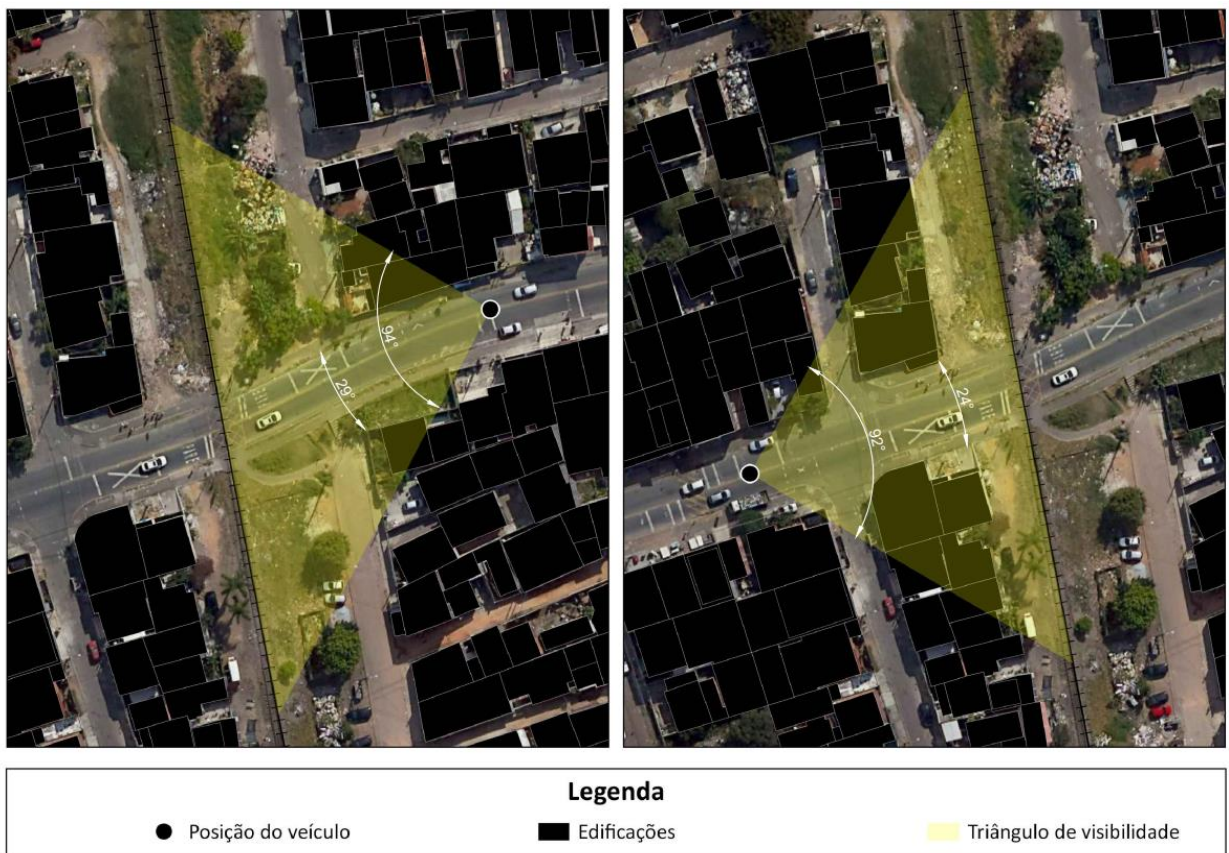 94°
29°
92°
24°
Legenda
Posição do veículo
Edificações
Triângulo de visibilidade